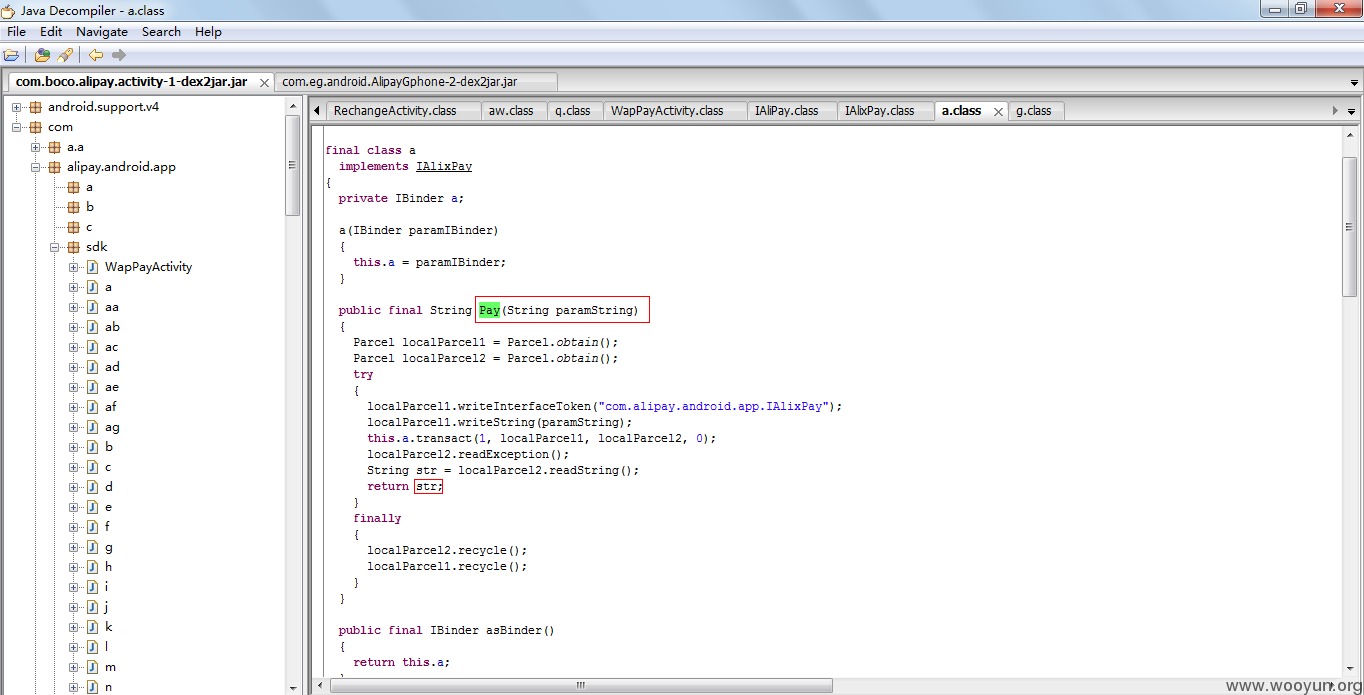 Java Decompiler - a.class
File Edit Navigate Search Help
com.boco.alipay.activity-1-dex2jar.jar com.eg.android.AlipayGphone-2-dex2jar.jar
android.support.v4
com
a.a
alipay.android.app
a
b
c
sdk
WapPayActivity
a
aa
ab
ac
ad
ae
af
ag
b
c
d
e
f
g
h
i
j
k
l
m
n
RechangeActivity.class aw.class q.class WapPayActivity.class IAliPay.class IAlixPay.class a.class g.class
final class a
implements IAlixPay
{
private IBinder a;
a(IBinder paramIBinder)
{
this.a = paramIBinder;
}
public final String Pay(String paramString)
{
Parcel localParcel1 = Parcel.obtain();
Parcel localParcel2 = Parcel.obtain();
try
{
localParcel1.writeInterfaceToken("com.alipay.android.app.IAlixPay");
localParcel1.writeString(paramString);
this.a.transact(1, localParcel1, localParcel2, 0);
localParcel2.readException();
String str = localParcel2.readString();
return str;
}
finally
{
localParcel2.recycle();
localParcel1.recycle();
}
}
public final IBinder asBinder()
{
return this.a;
www.wooyun.org